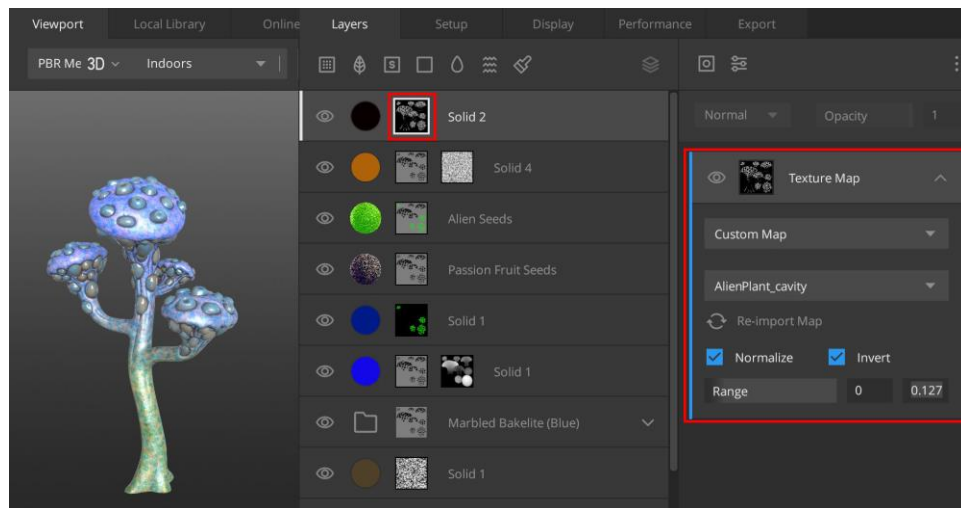 Viewport Local Library Online Layers Setup Display Performance Export
PBR Me 3D Indoors
S
Solid 2
Solid 4
Alien Seeds
Passion Fruit Seeds
Solid 1
Solid 1
Marbled Bakelite (Blue)
Solid 1
Normal Opacity 1
Texture Map
Custom Map
AlienPlant_cavity
Re-import Map
Normalize Invert
Range 0 0.127